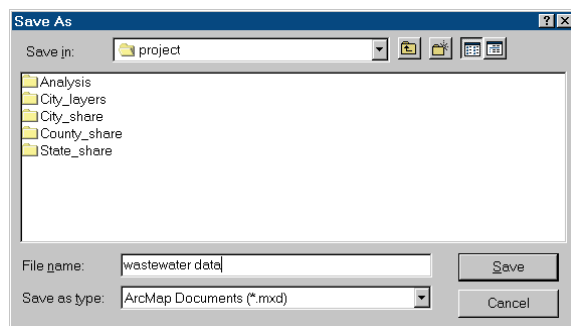 Save As
Save in: project
Analysis
City_layers
City_share
County_share
State_share
File name: wastewater data Save
Save as type: ArcMap Documents (*.mxd) Cancel